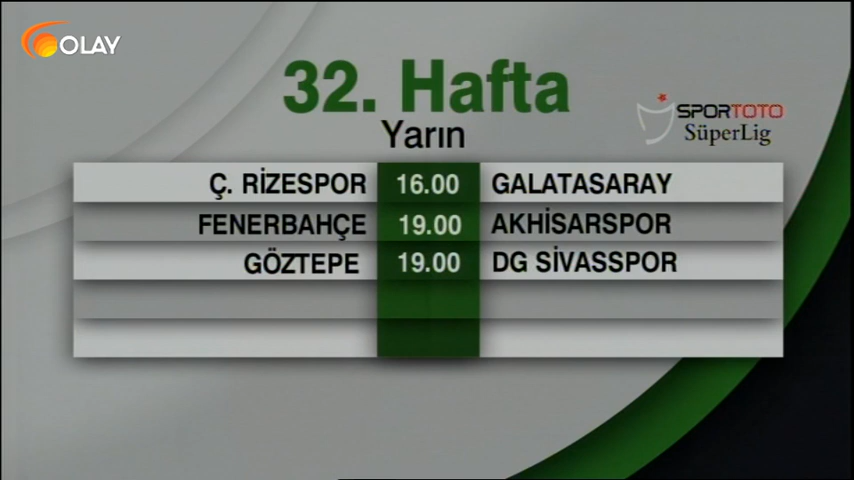 OLAY
32. Hafta
Yarın
SPORTOTO
SüperLig
Ç. RİZESPOR 16.00 GALATASARAY
FENERBAHÇE 19.00 AKHİSARSPOR
GÖZTEPE 19.00 DG SİVASSPOR